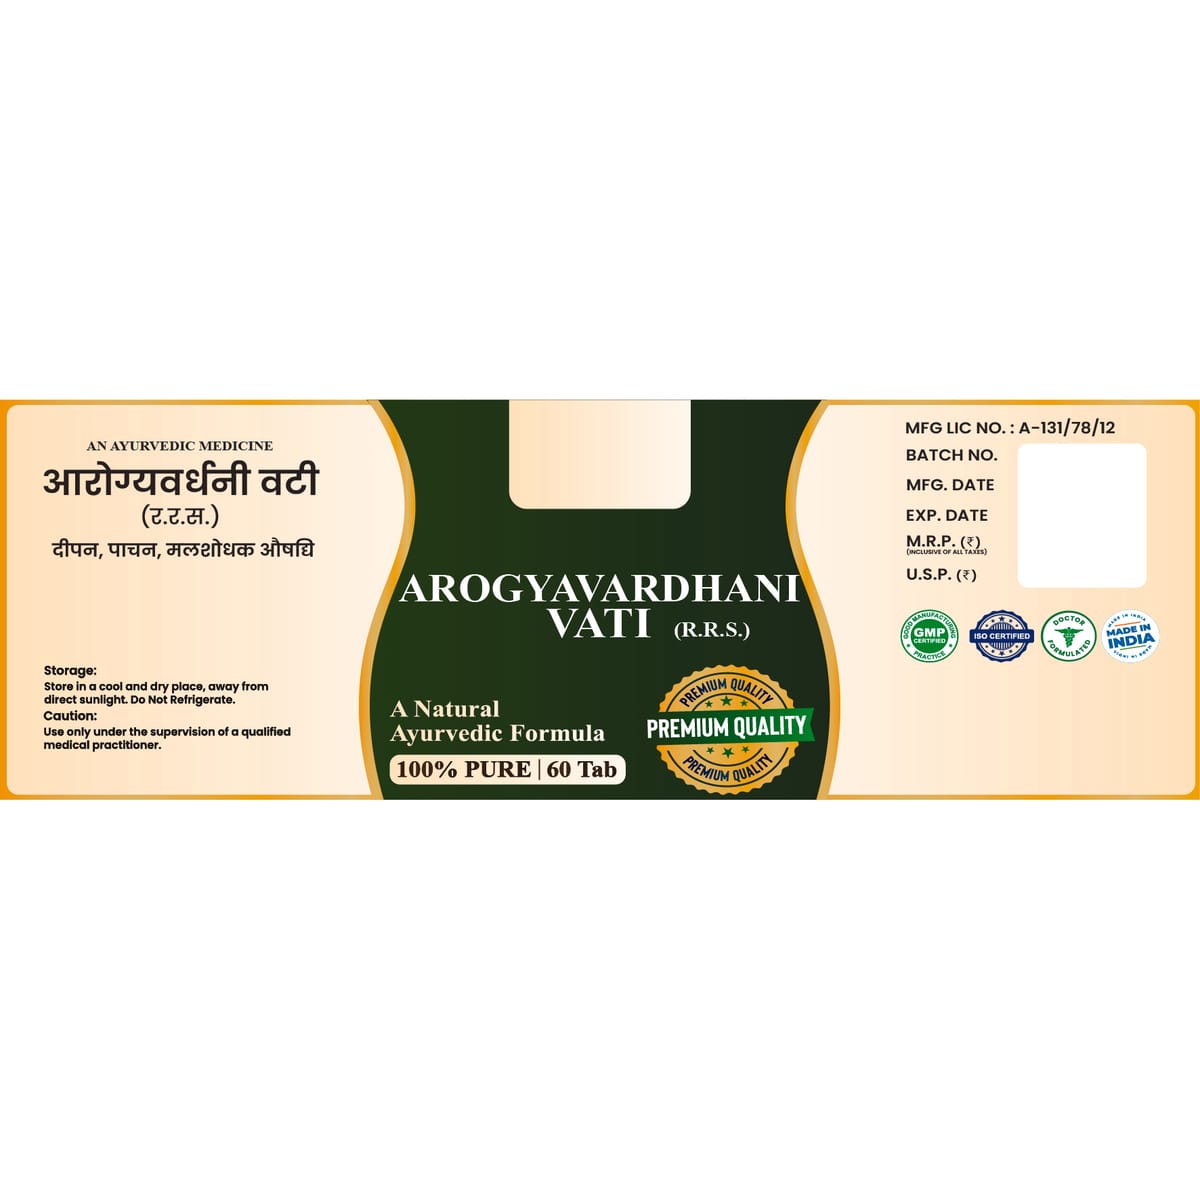 AN AYURVEDIC MEDICINE
आरोग्यवर्धनी वटी
(र.र.स.)
दीपन, पाचन, मलशोधक औषधि
Storage:
Store in a cool and dry place, away from
direct sunlight. Do Not Refrigerate.
Caution:
Use only under the supervision of a qualified
medical practitioner.
AROGYAVARDHANI
VATI (R.R.S.)
A Natural
Ayurvedic Formula
100% PURE | 60 Tab
PREMIUM QUALITY
PREMIUM QUALITY
PREMIUM QUALITY
MFG LIC NO. : A-131/78/12
BATCH NO.
MFG. DATE
EXP. DATE
M.R.P. (₹)
(INCLUSIVE OF ALL TAXES)
U.S.P. (₹)
GOOD MANUFACTURING
GMP
CERTIFIED
PRACTICE
ISO CERTIFIED
DOCTOR
FORMULATED
MADE IN INDIA
MADE IN
INDIA